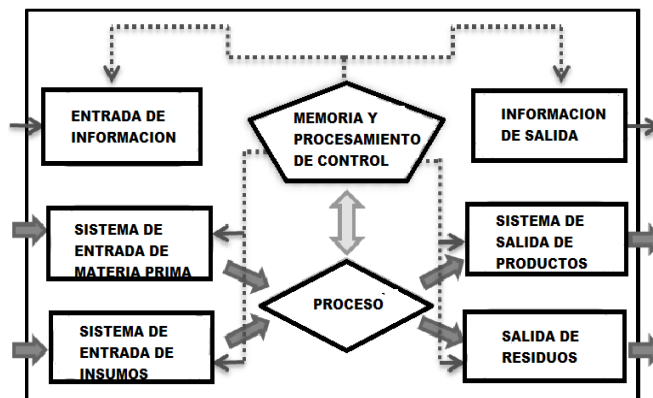 ENTRADA DE
INFORMACION
MEMORIA Y
PROCESAMIENTO
DE CONTROL
INFORMACION
DE SALIDA
SISTEMA DE
ENTRADA DE
MATERIA PRIMA
PROCESO
SISTEMA DE
SALIDA DE
PRODUCTOS
SISTEMA DE
ENTRADA DE
INSUMOS
SALIDA DE
RESIDUOS